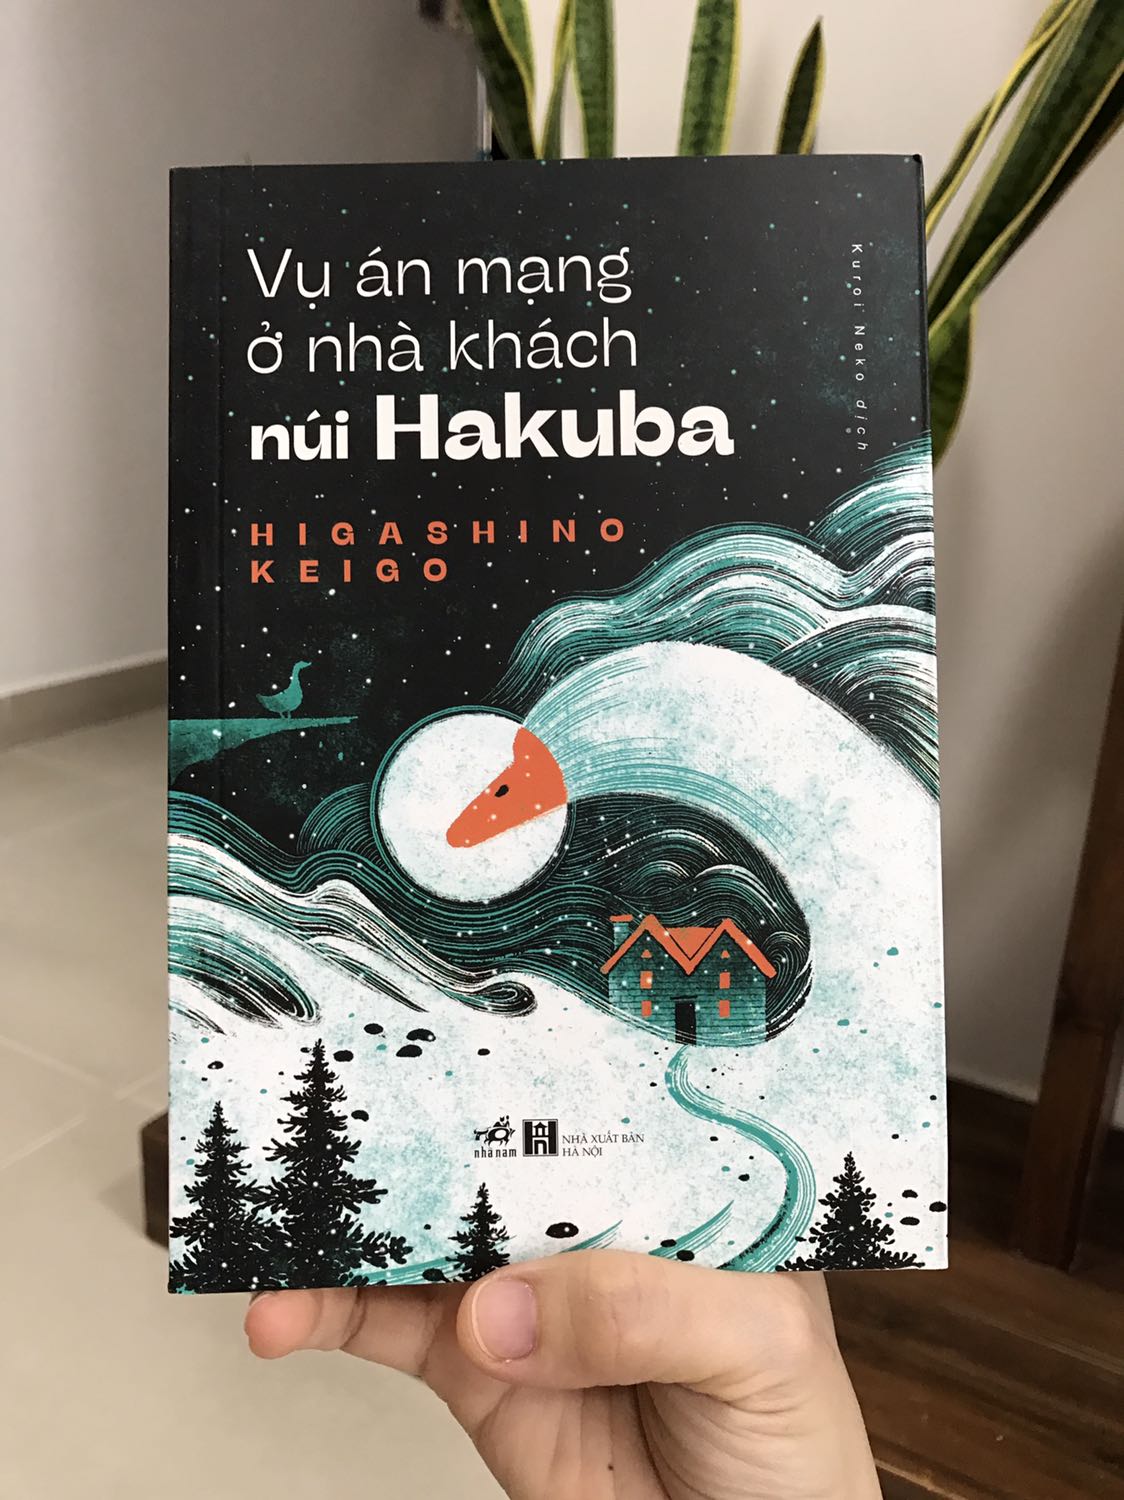 Vụ án mạng
ở nhà khách
núi Hakuba
HIGASHINO
KEIGO
Kuroi Neko dịch
nhã nam
NHÀ XUẤT BẢN
HÀ NỘI